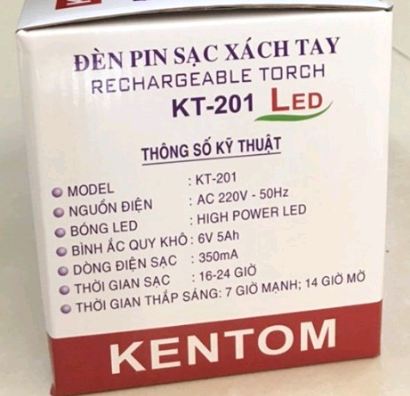 ĐÈN PIN SẠC XÁCH TAY
RECHARGEABLE TORCH
KT-201 LED
THÔNG SỐ KỸ THUẬT
MODEL : KT-201
NGUỒN ĐIỆN : AC 220V - 50Hz
BÓNG LED : HIGH POWER LED
BÌNH ẮC QUY KHÔ : 6V 5Ah
DÒNG ĐIỆN SẠC : 350mA
THỜI GIAN SẠC : 16-24 GIỜ
THỜI GIAN THẮP SÁNG: 7 GIỜ MẠNH; 14 GIỜ MỜ
KENTOM